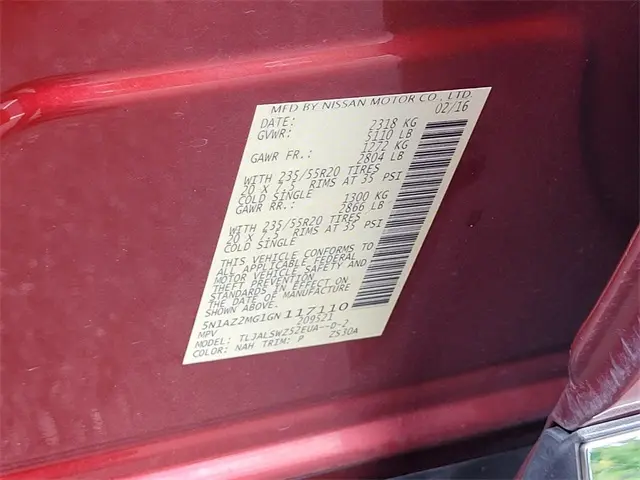 MFD BY NISSAN MOTOR CO., LTD.
DATE: 02/16
GVWR: 2318 KG
5110 LB
GAWR FR.: 1272 KG
2804 LB
WITH 235/55R20 TIRES
20 X 7.5 RIMS AT 35 PSI
COLD SINGLE
GAWR RR.: 1300 KG
2866 LB
WITH 235/55R20 TIRES
20 X 7.5 RIMS AT 35 PSI
COLD SINGLE
THIS VEHICLE CONFORMS TO
ALL APPLICABLE FEDERAL
MOTOR VEHICLE SAFETY AND
THEFT PREVENTION
STANDARDS IN EFFECT ON
THE DATE OF MANUFACTURE
SHOWN ABOVE.
5N1AZ2MG1GN117110
MPV 209521
MODEL: TLJALSWZ52EUA--D-2
COLOR: NAH TRIM: P Z530A